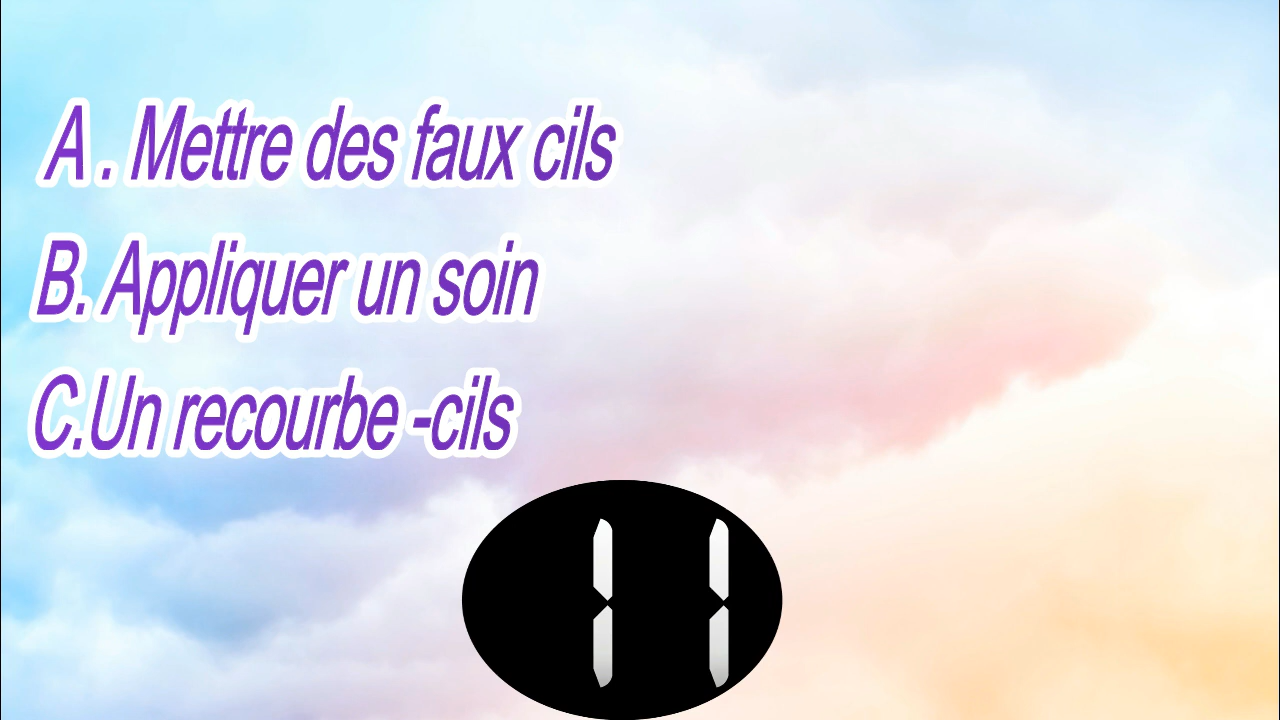 A . Mettre des faux cils
B. Appliquer un soin
C.Un recourbe -cils
11